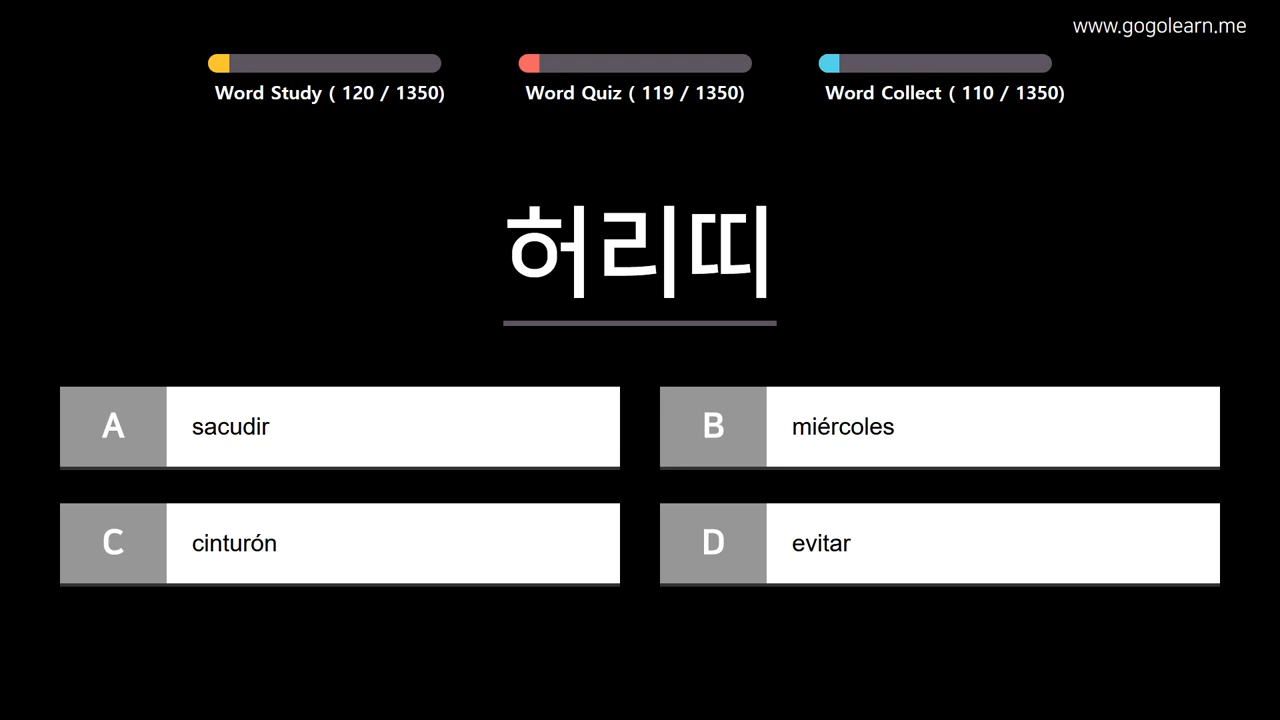 www.gogolearn.me
Word Study ( 120 / 1350)
Word Quiz ( 119 / 1350)
Word Collect ( 110 / 1350)
허리띠
A sacudir
B miércoles
C cinturón
D evitar